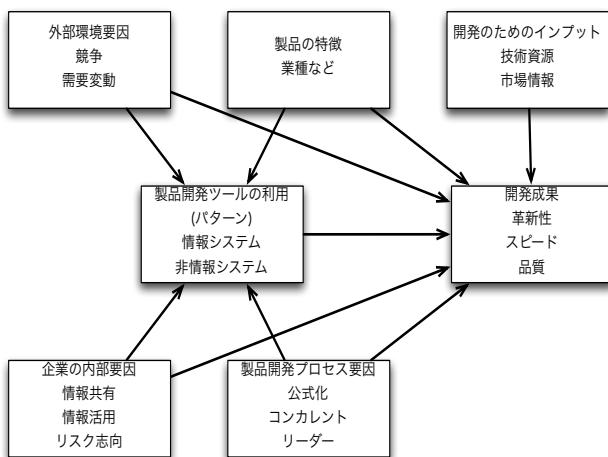 外部環境要因
競争
需要変動
製品の特徴
業種など
開発のためのインプット
技術資源
市場情報
製品開発ツールの利用
(パターン)
情報システム
非情報システム
開発成果
革新性
スピード
品質
企業の内部要因
情報共有
情報活用
リスク志向
製品開発プロセス要因
公式化
コンカレント
リーダー